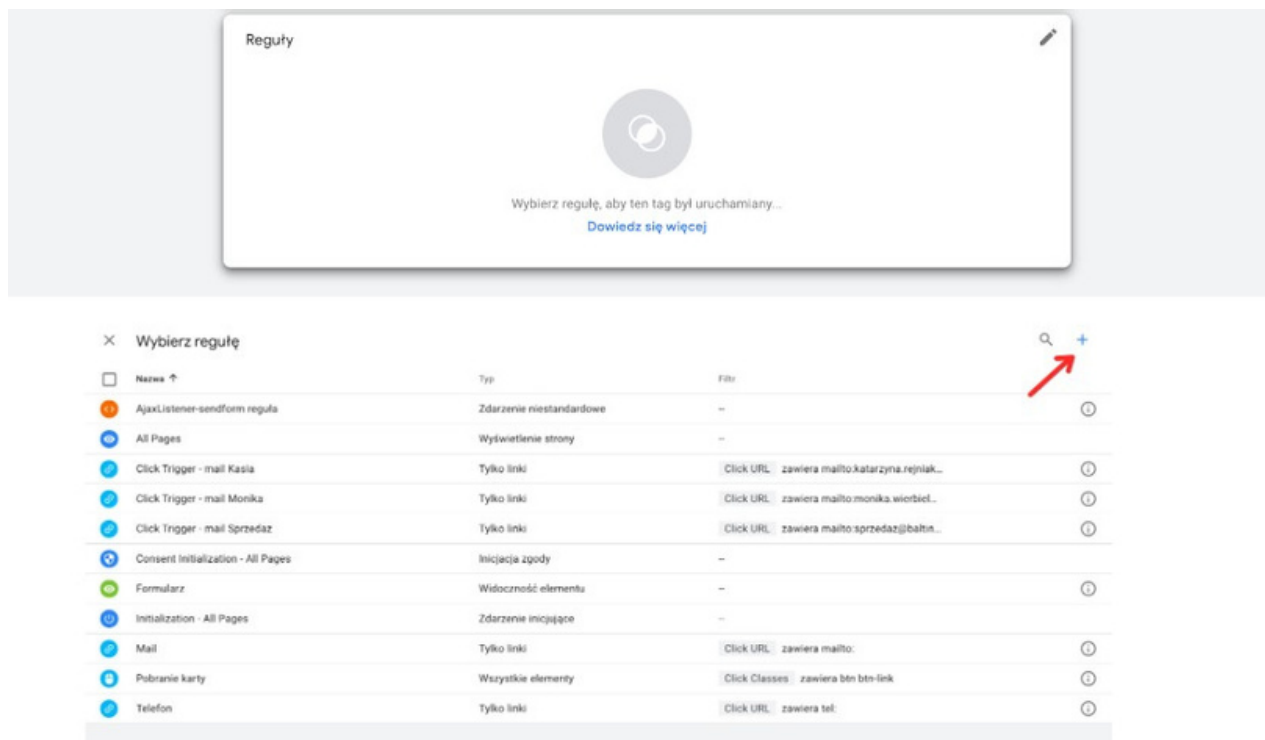 Reguły
Wybierz regułę, aby ten tag był uruchamiany...
Dowiedz się więcej
Wybierz regułę
Nazwa ↑ Typ Filtr
AjaxListener-sendform reguła Zdarzenie niestandardowe –
All Pages Wyświetlenie strony –
Click Trigger - mail Kasia Tylko linki Click URL zawiera mailto:katarzyna.rejniak...
Click Trigger - mail Monika Tylko linki Click URL zawiera mailto:monika.wierbiel...
Click Trigger - mail Sprzedaz Tylko linki Click URL zawiera mailto:sprzedaz@baltin...
Consent Initialization - All Pages Inicjacja zgody –
Formularz Widoczność elementu –
Initialization - All Pages Zdarzenie inicjujące –
Mail Tylko linki Click URL zawiera mailto:
Pobranie karty Wszystkie elementy Click Classes zawiera btn btn-link
Telefon Tylko linki Click URL zawiera tel: